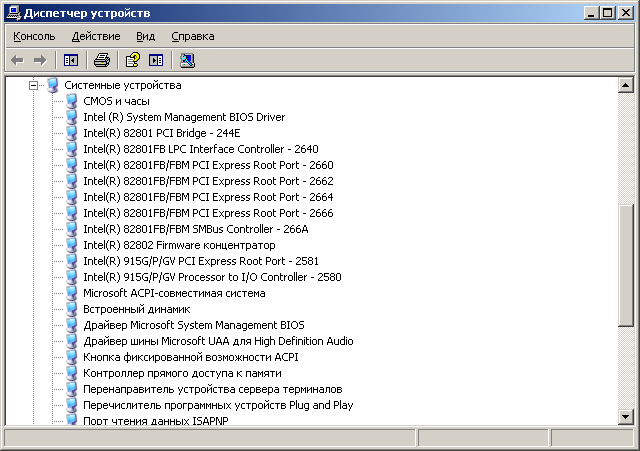 Диспетчер устройств
Консоль Действие Вид Справка
Системные устройства
CMOS и часы
Intel (R) System Management BIOS Driver
Intel(R) 82801 PCI Bridge - 244E
Intel(R) 82801FB LPC Interface Controller - 2640
Intel(R) 82801FB/FBM PCI Express Root Port - 2660
Intel(R) 82801FB/FBM PCI Express Root Port - 2662
Intel(R) 82801FB/FBM PCI Express Root Port - 2664
Intel(R) 82801FB/FBM PCI Express Root Port - 2666
Intel(R) 82801FB/FBM SMBus Controller - 266A
Intel(R) 82802 Firmware концентратор
Intel(R) 915G/P/GV PCI Express Root Port - 2581
Intel(R) 915G/P/GV Processor to I/O Controller - 2580
Microsoft ACPI-совместимая система
Встроенный динамик
Драйвер Microsoft System Management BIOS
Драйвер шины Microsoft UAA для High Definition Audio
Кнопка фиксированной возможности ACPI
Контроллер прямого доступа к памяти
Перенаправитель устройства сервера терминалов
Перечислитель программных устройств Plug and Play
Порт чтения данных ISAPNP